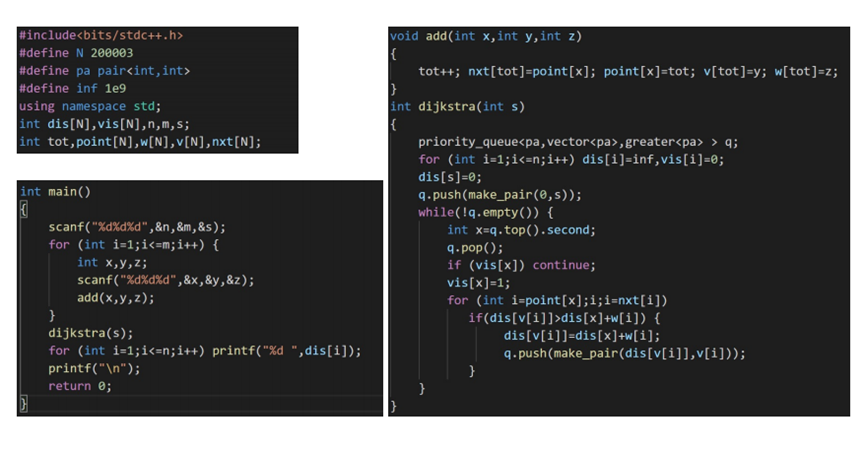 #include<bits/stdc++.h>
#define N 200003
#define pa pair<int,int>
#define inf 1e9
using namespace std;
int dis[N],vis[N],n,m,s;
int tot,point[N],w[N],v[N],nxt[N];
int main()
{
scanf("%d%d%d",&n,&m,&s);
for (int i=1;i<=m;i++) {
int x,y,z;
scanf("%d%d%d",&x,&y,&z);
add(x,y,z);
}
dijkstra(s);
for (int i=1;i<=n;i++) printf("%d ",dis[i]);
printf("\n");
return 0;
}
void add(int x,int y,int z)
{
tot++; nxt[tot]=point[x]; point[x]=tot; v[tot]=y; w[tot]=z;
}
int dijkstra(int s)
{
priority_queue<pa,vector<pa>,greater<pa> > q;
for (int i=1;i<=n;i++) dis[i]=inf,vis[i]=0;
dis[s]=0;
q.push(make_pair(0,s));
while(!q.empty()) {
int x=q.top().second;
q.pop();
if (vis[x]) continue;
vis[x]=1;
for (int i=point[x];i;i=nxt[i])
if(dis[v[i]]>dis[x]+w[i]) {
dis[v[i]]=dis[x]+w[i];
q.push(make_pair(dis[v[i]],v[i]));
}
}
}